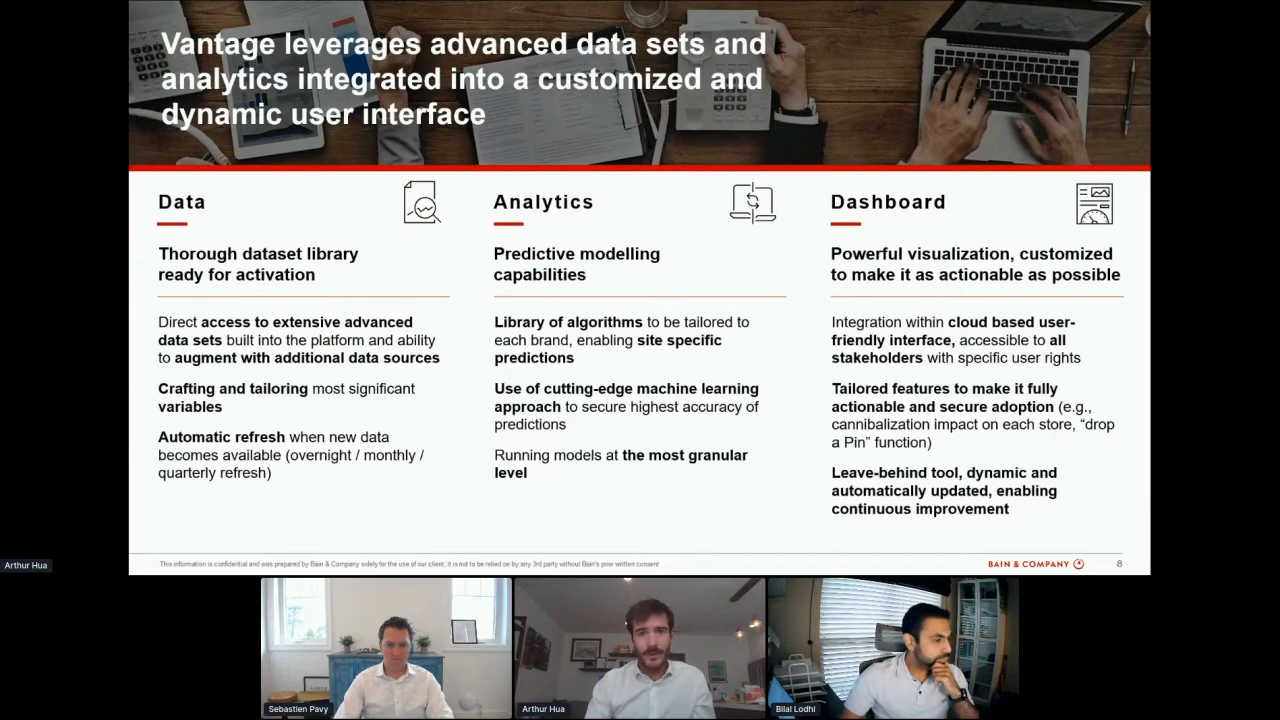 Vantage leverages advanced data sets and
analytics integrated into a customized and
dynamic user interface
Data
Thorough dataset library
ready for activation
Direct access to extensive advanced
data sets built into the platform and ability
to augment with additional data sources
Crafting and tailoring most significant
variables
Automatic refresh when new data
becomes available (overnight / monthly /
quarterly refresh)
Analytics
Predictive modelling
capabilities
Library of algorithms to be tailored to
each brand, enabling site specific
predictions
Use of cutting-edge machine learning
approach to secure highest accuracy of
predictions
Running models at the most granular
level
Dashboard
Powerful visualization, customized
to make it as actionable as possible
Integration within cloud based user-
friendly interface, accessible to all
stakeholders with specific user rights
Tailored features to make it fully
actionable and secure adoption (e.g.,
cannibalization impact on each store, “drop
a Pin” function)
Leave-behind tool, dynamic and
automatically updated, enabling
continuous improvement
This information is confidential and was prepared by Bain & Company solely for the use of our client; it is not to be relied on by any 3rd party without Bain's prior written consent
BAIN & COMPANY
8
Arthur Hua
Sebastien Pavy
Arthur Hua
Bilal Lodhi